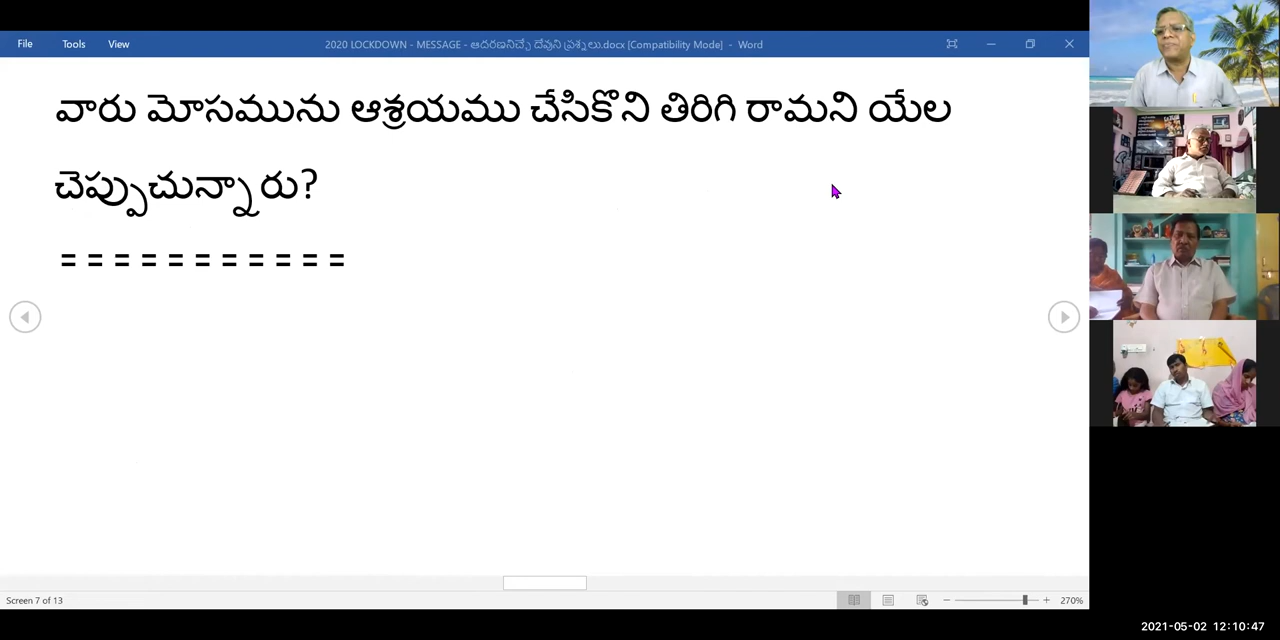 File Tools View 2020 LOCKDOWN - MESSAGE - ఆదరణనిచ్చే దేవుని ప్రశ్నలు.docx [Compatibility Mode] - Word
వారు మోసమును ఆశ్రయము చేసికొని తిరిగి రామని యేల
చెప్పుచున్నారు?
= = = = = = = = = = =
Screen 7 of 13 270%
2021-05-02 12:10:47